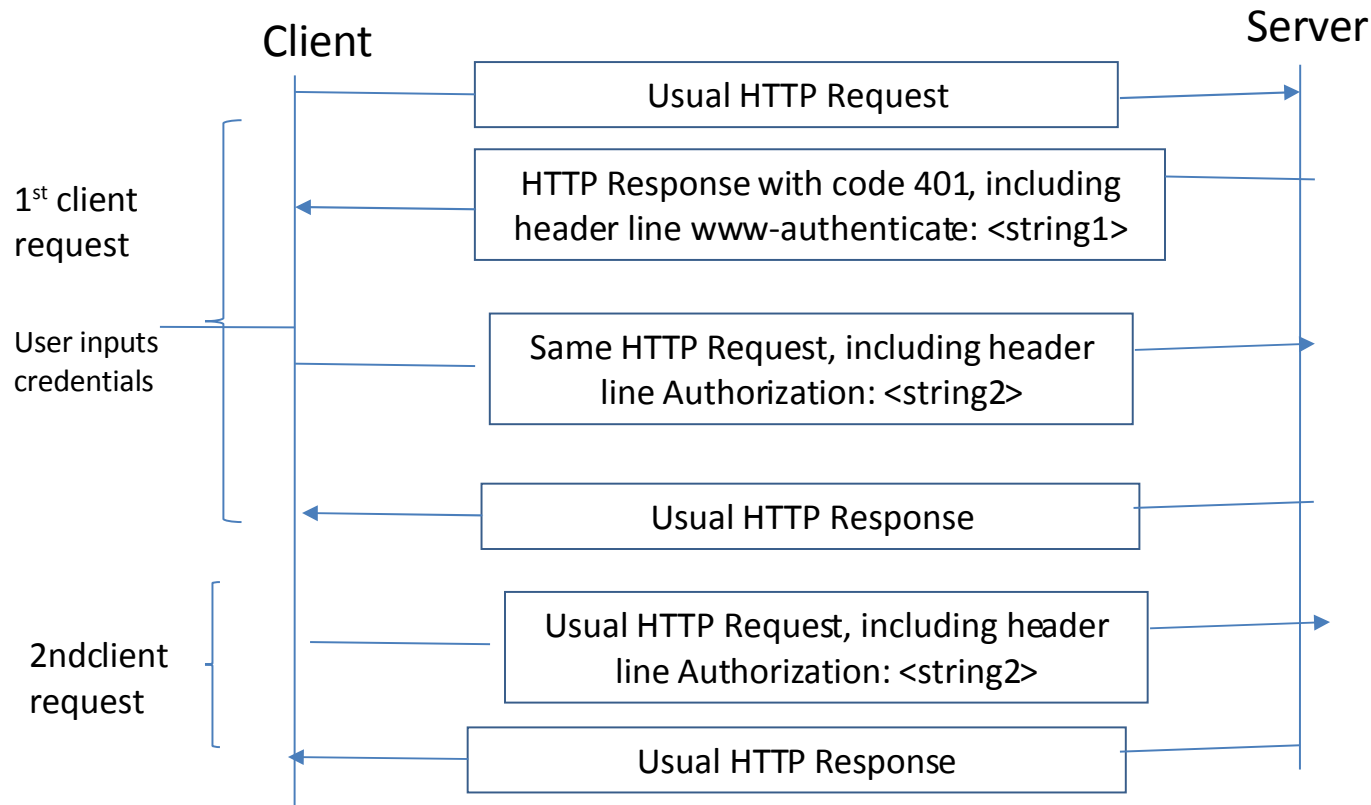 Client
Server
Usual HTTP Request
1st client
request
HTTP Response with code 401, including
header line www-authenticate: <string1>
User inputs
credentials
Same HTTP Request, including header
line Authorization: <string2>
Usual HTTP Response
2ndclient
request
Usual HTTP Request, including header
line Authorization: <string2>
Usual HTTP Response